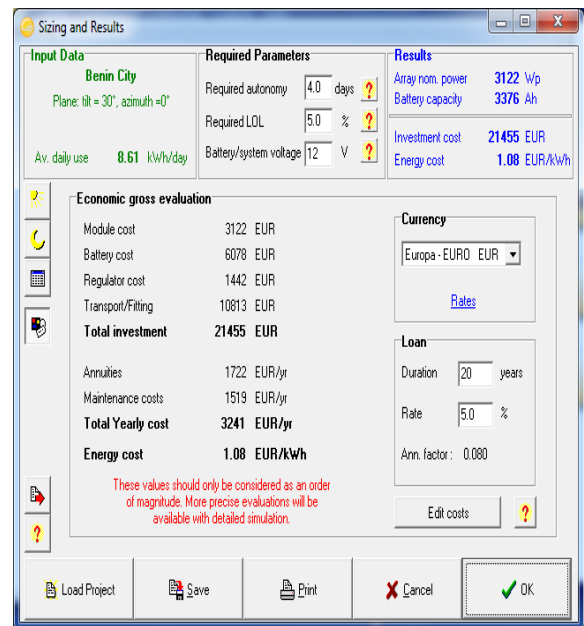 Sizing and Results
Input Data
Benin City
Plane: tilt = 30°, azimuth =0°
Av. daily use 8.61 kWh/day
Required Parameters
Required autonomy 4.0 days ?
Required LOL 5.0 % ?
Battery/system voltage 12 V ?
Results
Array nom. power 3122 Wp
Battery capacity 3376 Ah
Investment cost 21455 EUR
Energy cost 1.08 EUR/kWh
Economic gross evaluation
Module cost 3122 EUR
Battery cost 6078 EUR
Regulator cost 1442 EUR
Transport/Fitting 10813 EUR
Total investment 21455 EUR
Annuities 1722 EUR/yr
Maintenance costs 1519 EUR/yr
Total Yearly cost 3241 EUR/yr
Energy cost 1.08 EUR/kWh
These values should only be considered as an order
of magnitude. More precise evaluations will be
available with detailed simulation.
Currency
Europa - EURO EUR
Rates
Loan
Duration 20 years
Rate 5.0 %
Ann. factor : 0.080
Edit costs ?
?
Load Project
Save
Print
Cancel
OK